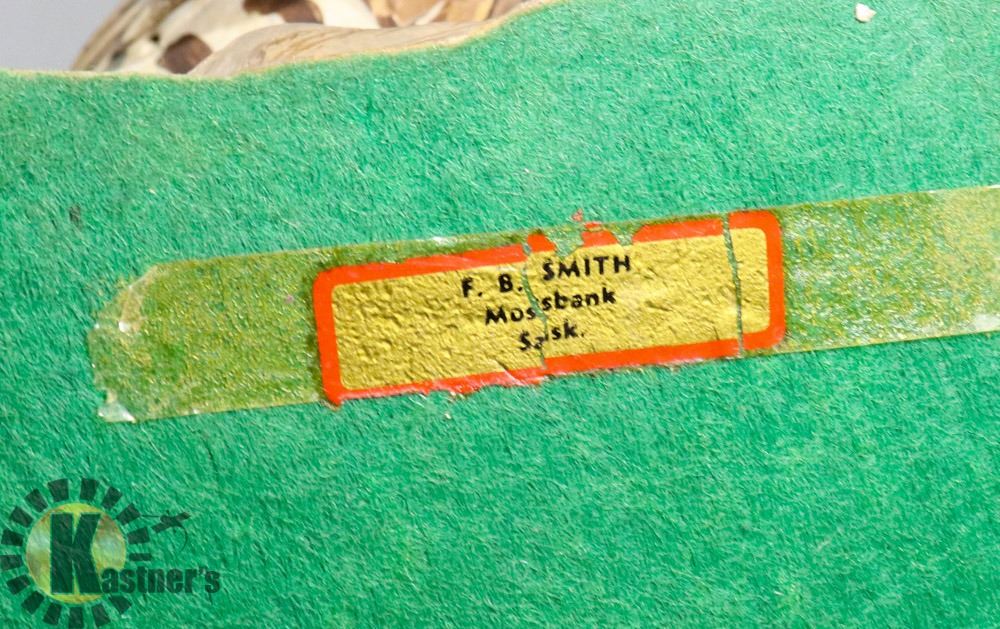 F. B. SMITH
Mossbank
Sask.
Kastner's